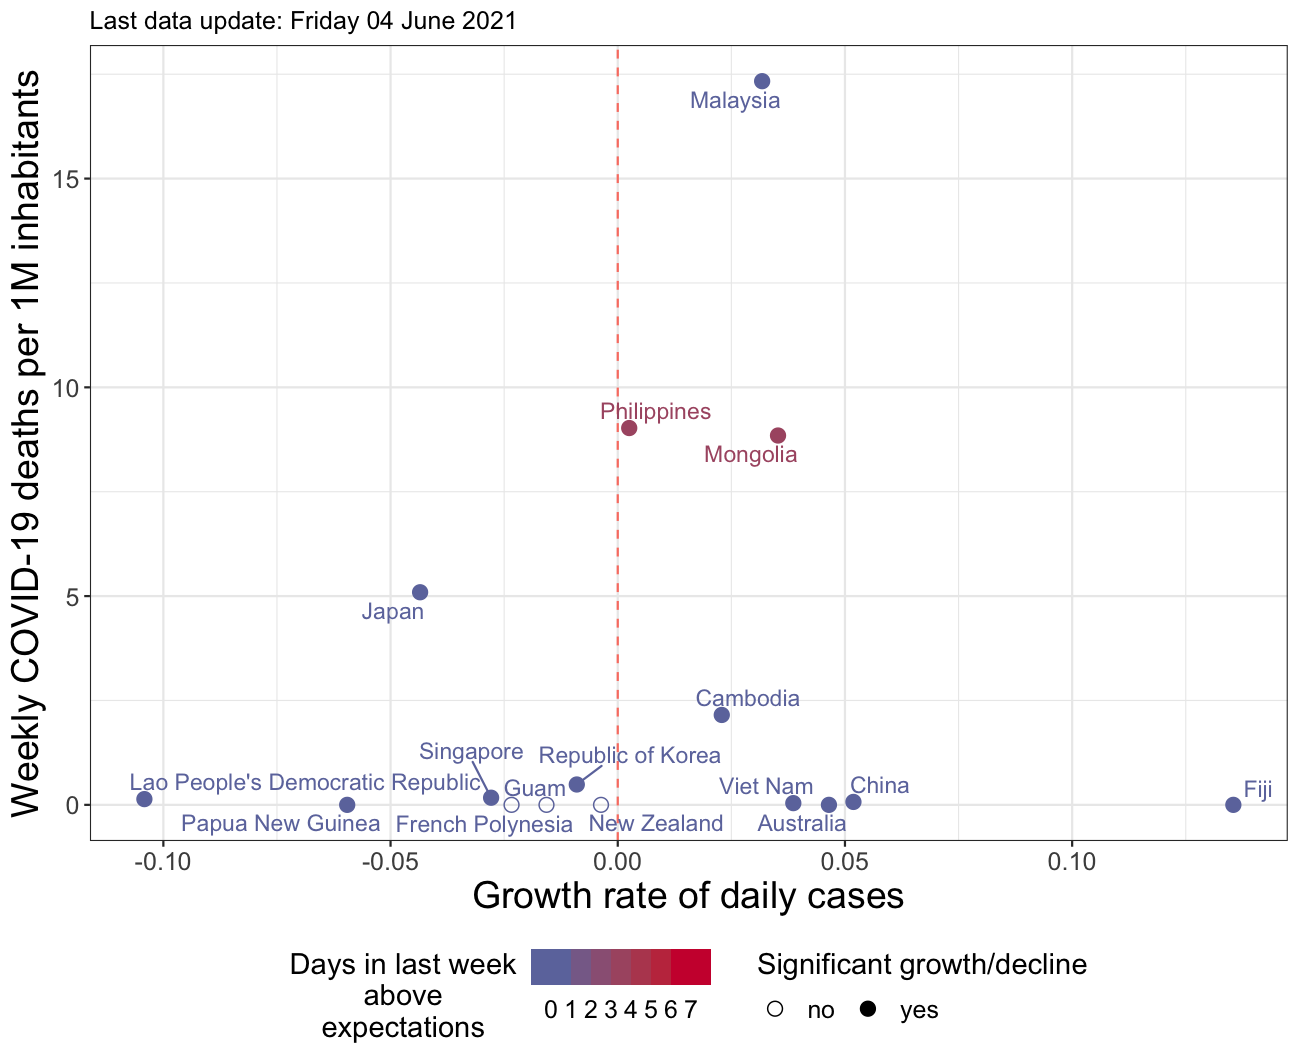 Last data update: Friday 04 June 2021
Weekly COVID-19 deaths per 1M inhabitants
Malaysia
15
10
Philippines
Mongolia
5
Japan
Cambodia
Singapore
Republic of Korea
Lao People's Democratic Republic
Guam
Viet Nam
China
Fiji
0
Papua New Guinea
French Polynesia
New Zealand
Australia
-0.10
-0.05
0.00
0.05
0.10
Growth rate of daily cases
Days in last week
above
expectations
0 1 2 3 4 5 6 7
Significant growth/decline
no
yes